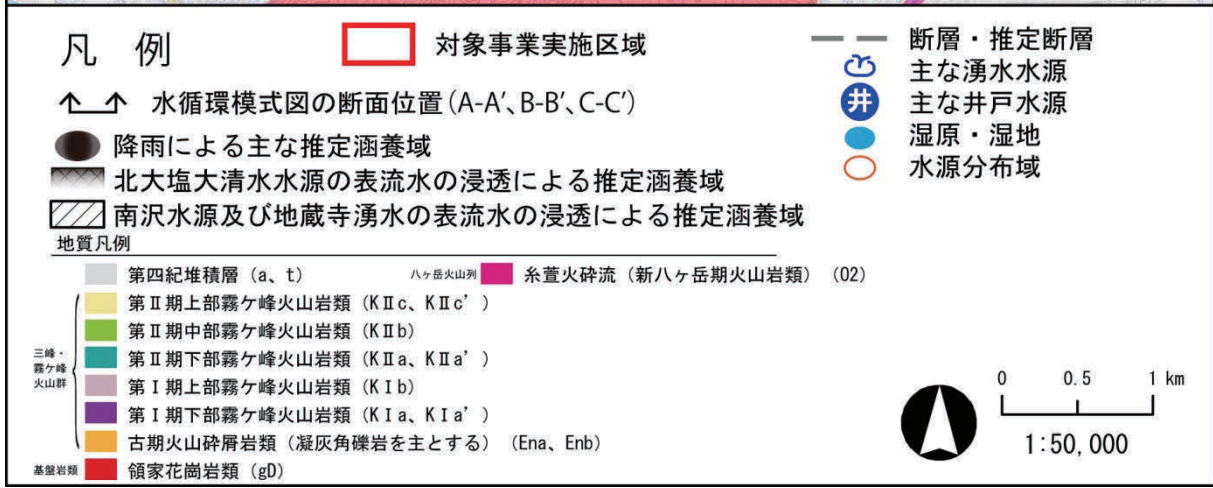 凡 例
対象事業実施区域
水循環模式図の断面位置(A-A′、B-B′、C-C′)
降雨による主な推定涵養域
北大塩大清水水源の表流水の浸透による推定涵養域
南沢水源及び地蔵寺湧水の表流水の浸透による推定涵養域
断層・推定断層
主な湧水水源
井 主な井戸水源
湿原・湿地
水源分布域
地質凡例
第四紀堆積層 (a、t)
八ヶ岳火山列 糸萱火砕流 (新八ヶ岳期火山岩類) (O2)
三峰・
霧ケ峰
火山群
第Ⅱ期上部霧ケ峰火山岩類 (KⅡc、KⅡc’)
第Ⅱ期中部霧ケ峰火山岩類 (KⅡb)
第Ⅱ期下部霧ケ峰火山岩類 (KⅡa、KⅡa’)
第Ⅰ期上部霧ケ峰火山岩類 (KⅠb)
第Ⅰ期下部霧ケ峰火山岩類 (KⅠa、KⅠa’)
古期火山砕屑岩類 (凝灰角礫岩を主とする) (Ena、Enb)
基盤岩類 領家花崗岩類 (gD)
0 0.5 1 km
1:50,000